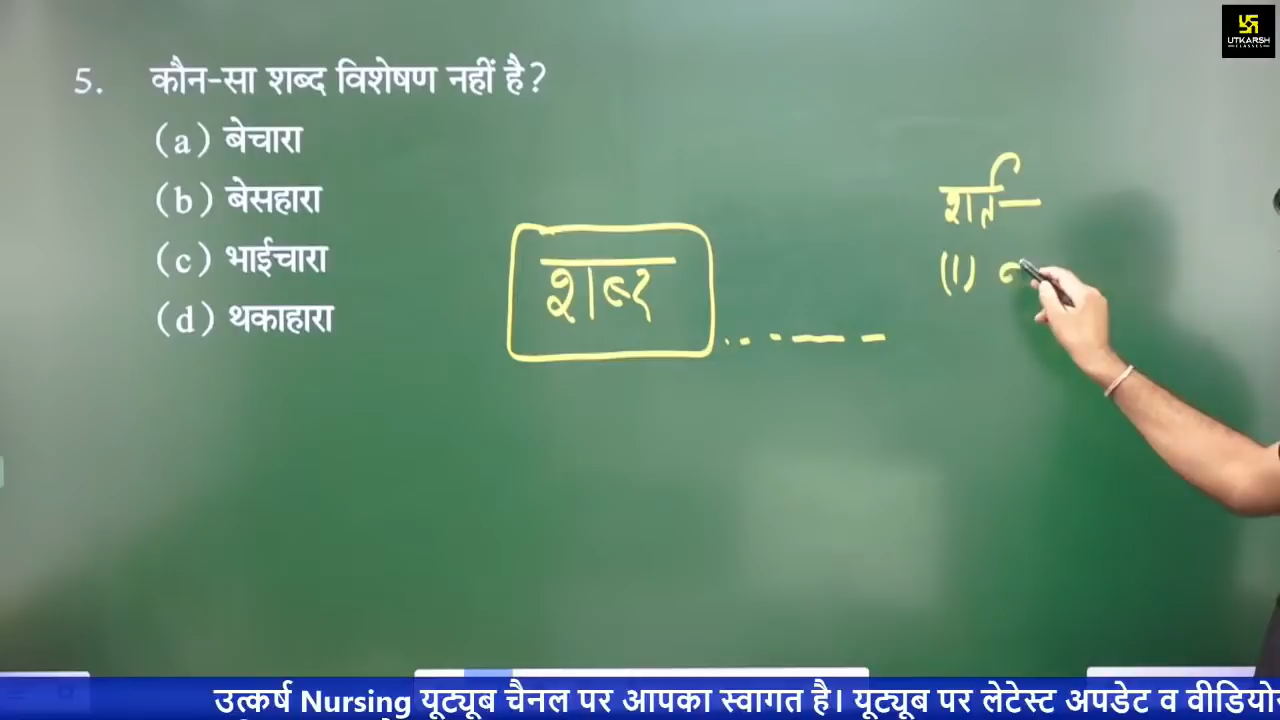 UTKARSH
CLASSES
5. कौन-सा शब्द विशेषण नहीं है?
(a) बेचारा
(b) बेसहारा
(c) भाईचारा
(d) थकाहारा
शब्द
शर्त—
(1)
उत्कर्ष Nursing यूट्यूब चैनल पर आपका स्वागत है। यूट्यूब पर लेटेस्ट अपडेट व वीडियो